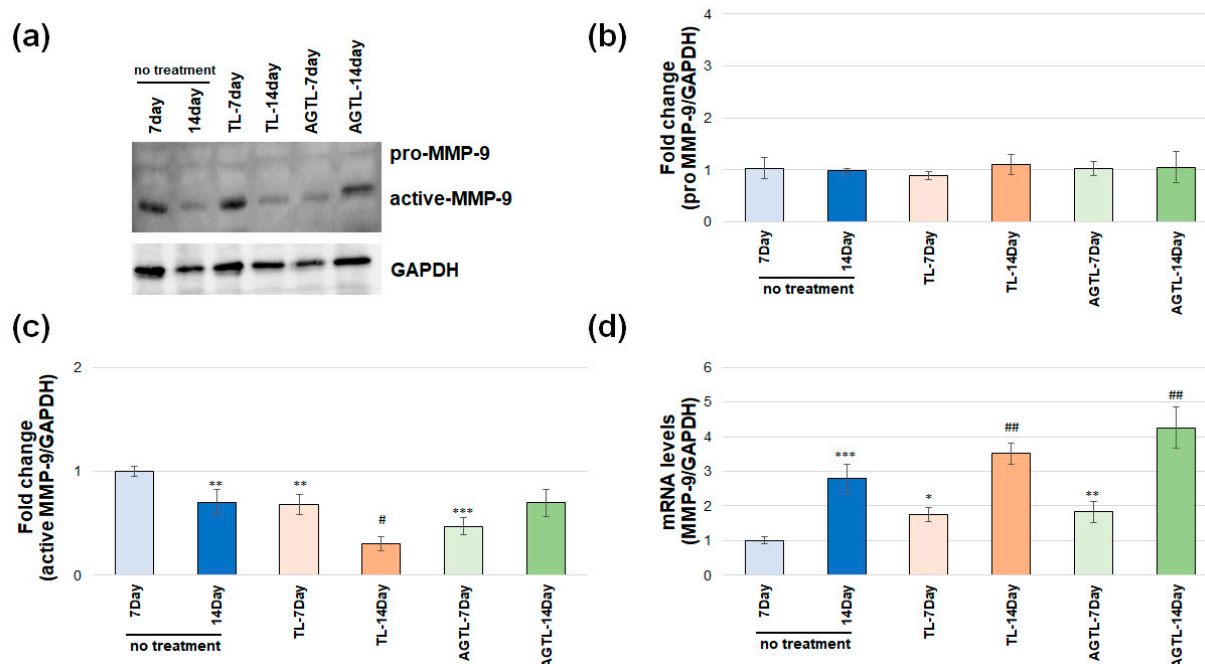 (a)
no treatment
7day
14day
TL-7day
TL-14day
AGTL-7day
AGTL-14day
pro-MMP-9
active-MMP-9
GAPDH
(b)
Fold change
(pro MMP-9/GAPDH)
4
3
2
1
0
7Day
14Day
TL-7Day
TL-14Day
AGTL-7Day
AGTL-14Day
no treatment
(c)
Fold change
(active MMP-9/GAPDH)
2
1
0
**
**
#
***
7Day
14Day
TL-7Day
TL-14Day
AGTL-7Day
AGTL-14Day
no treatment
(d)
mRNA levels
(MMP-9/GAPDH)
6
5
4
3
2
1
0
***
*
##
**
##
7Day
14Day
TL-7Day
TL-14Day
AGTL-7Day
AGTL-14Day
no treatment